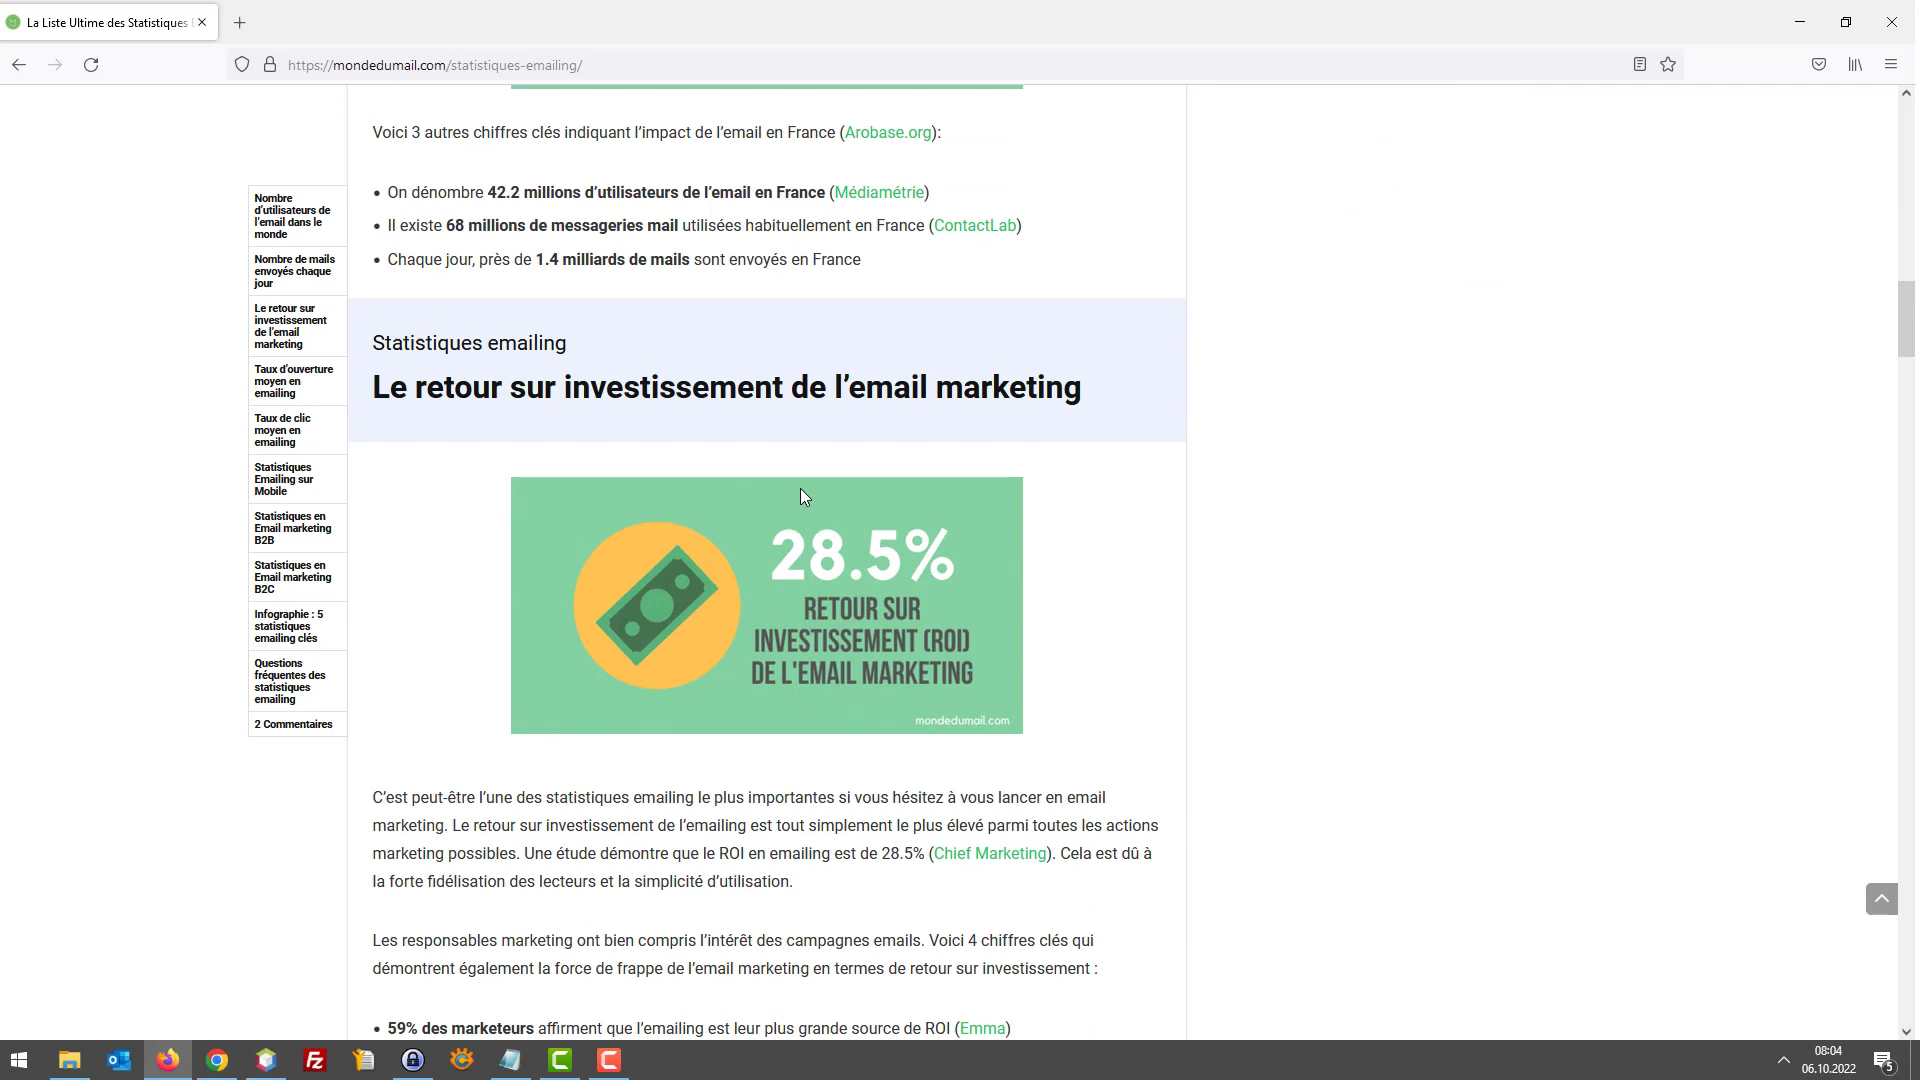 La Liste Ultime des Statistiques
https://mondedumail.com/statistiques-emailing/
Voici 3 autres chiffres clés indiquant l’impact de l’email en France (Arobase.org):
• On dénombre 42.2 millions d’utilisateurs de l’email en France (Médiamétrie)
• Il existe 68 millions de messageries mail utilisées habituellement en France (ContactLab)
• Chaque jour, près de 1.4 milliards de mails sont envoyés en France
Nombre
d’utilisateurs de
l’email dans le
monde
Nombre de mails
envoyés chaque
jour
Le retour sur
investissement
de l’email
marketing
Taux d’ouverture
moyen en
emailing
Taux de clic
moyen en
emailing
Statistiques
Emailing sur
Mobile
Statistiques en
Email marketing
B2B
Statistiques en
Email marketing
B2C
Infographie : 5
statistiques
emailing clés
Questions
fréquentes des
statistiques
emailing
2 Commentaires
Statistiques emailing
Le retour sur investissement de l’email marketing
28.5%
RETOUR SUR
INVESTISSEMENT (ROI)
DE L'EMAIL MARKETING
mondedumail.com
C’est peut-être l’une des statistiques emailing le plus importantes si vous hésitez à vous lancer en email
marketing. Le retour sur investissement de l’emailing est tout simplement le plus élevé parmi toutes les actions
marketing possibles. Une étude démontre que le ROI en emailing est de 28.5% (Chief Marketing). Cela est dû à
la forte fidélisation des lecteurs et la simplicité d’utilisation.
Les responsables marketing ont bien compris l’intérêt des campagnes emails. Voici 4 chiffres clés qui
démontrent également la force de frappe de l’email marketing en termes de retour sur investissement :
• 59% des marketeurs affirment que l’emailing est leur plus grande source de ROI (Emma)
08:04
06.10.2022
5